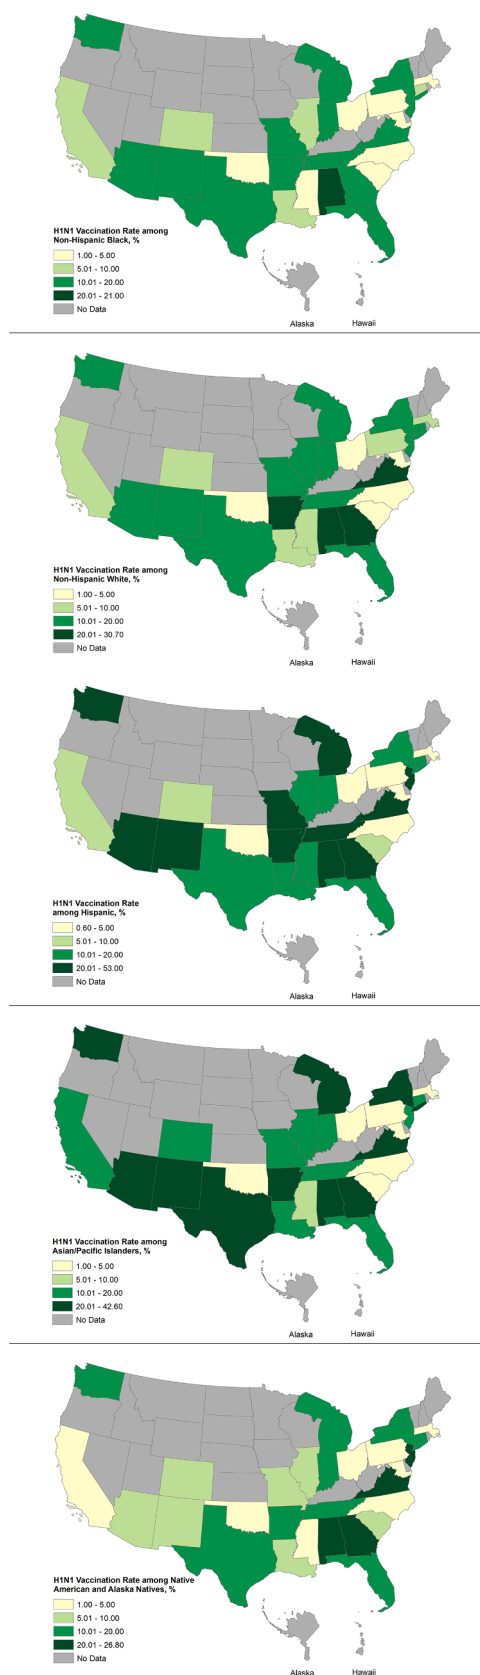 H1N1 Vaccination Rate among
Non-Hispanic Black, %
1.00 - 5.00
5.01 - 10.00
10.01 - 20.00
20.01 - 21.00
No Data
Alaska
Hawaii
H1N1 Vaccination Rate among
Non-Hispanic White, %
1.00 - 5.00
5.01 - 10.00
10.01 - 20.00
20.01 - 30.70
No Data
Alaska
Hawaii
H1N1 Vaccination Rate
among Hispanic, %
0.60 - 5.00
5.01 - 10.00
10.01 - 20.00
20.01 - 53.00
No Data
Alaska
Hawaii
H1N1 Vaccination Rate among
Asian/Pacific Islanders, %
1.00 - 5.00
5.01 - 10.00
10.01 - 20.00
20.01 - 42.60
No Data
Alaska
Hawaii
H1N1 Vaccination Rate among Native
American and Alaska Natives, %
1.00 - 5.00
5.01 - 10.00
10.01 - 20.00
20.01 - 26.80
No Data
Alaska
Hawaii